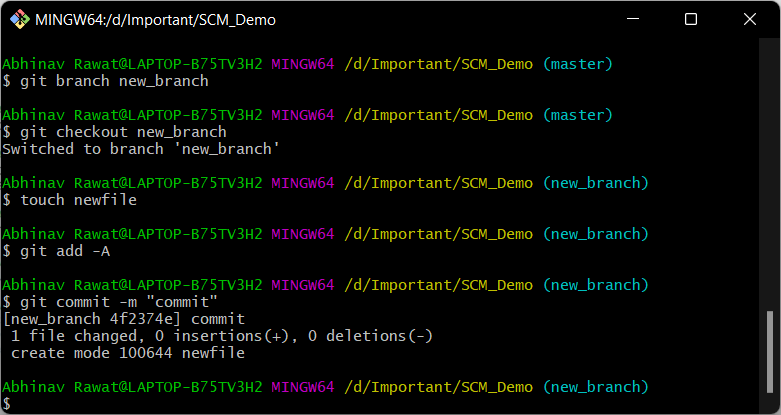 MINGW64:/d/Important/SCM_Demo
Abhinav Rawat@LAPTOP-B75TV3H2 MINGW64 /d/Important/SCM_Demo (master)
$ git branch new_branch
Abhinav Rawat@LAPTOP-B75TV3H2 MINGW64 /d/Important/SCM_Demo (master)
$ git checkout new_branch
Switched to branch 'new_branch'
Abhinav Rawat@LAPTOP-B75TV3H2 MINGW64 /d/Important/SCM_Demo (new_branch)
$ touch newfile
Abhinav Rawat@LAPTOP-B75TV3H2 MINGW64 /d/Important/SCM_Demo (new_branch)
$ git add -A
Abhinav Rawat@LAPTOP-B75TV3H2 MINGW64 /d/Important/SCM_Demo (new_branch)
$ git commit -m "commit"
[new_branch 4f2374e] commit
1 file changed, 0 insertions(+), 0 deletions(-)
create mode 100644 newfile
Abhinav Rawat@LAPTOP-B75TV3H2 MINGW64 /d/Important/SCM_Demo (new_branch)
$